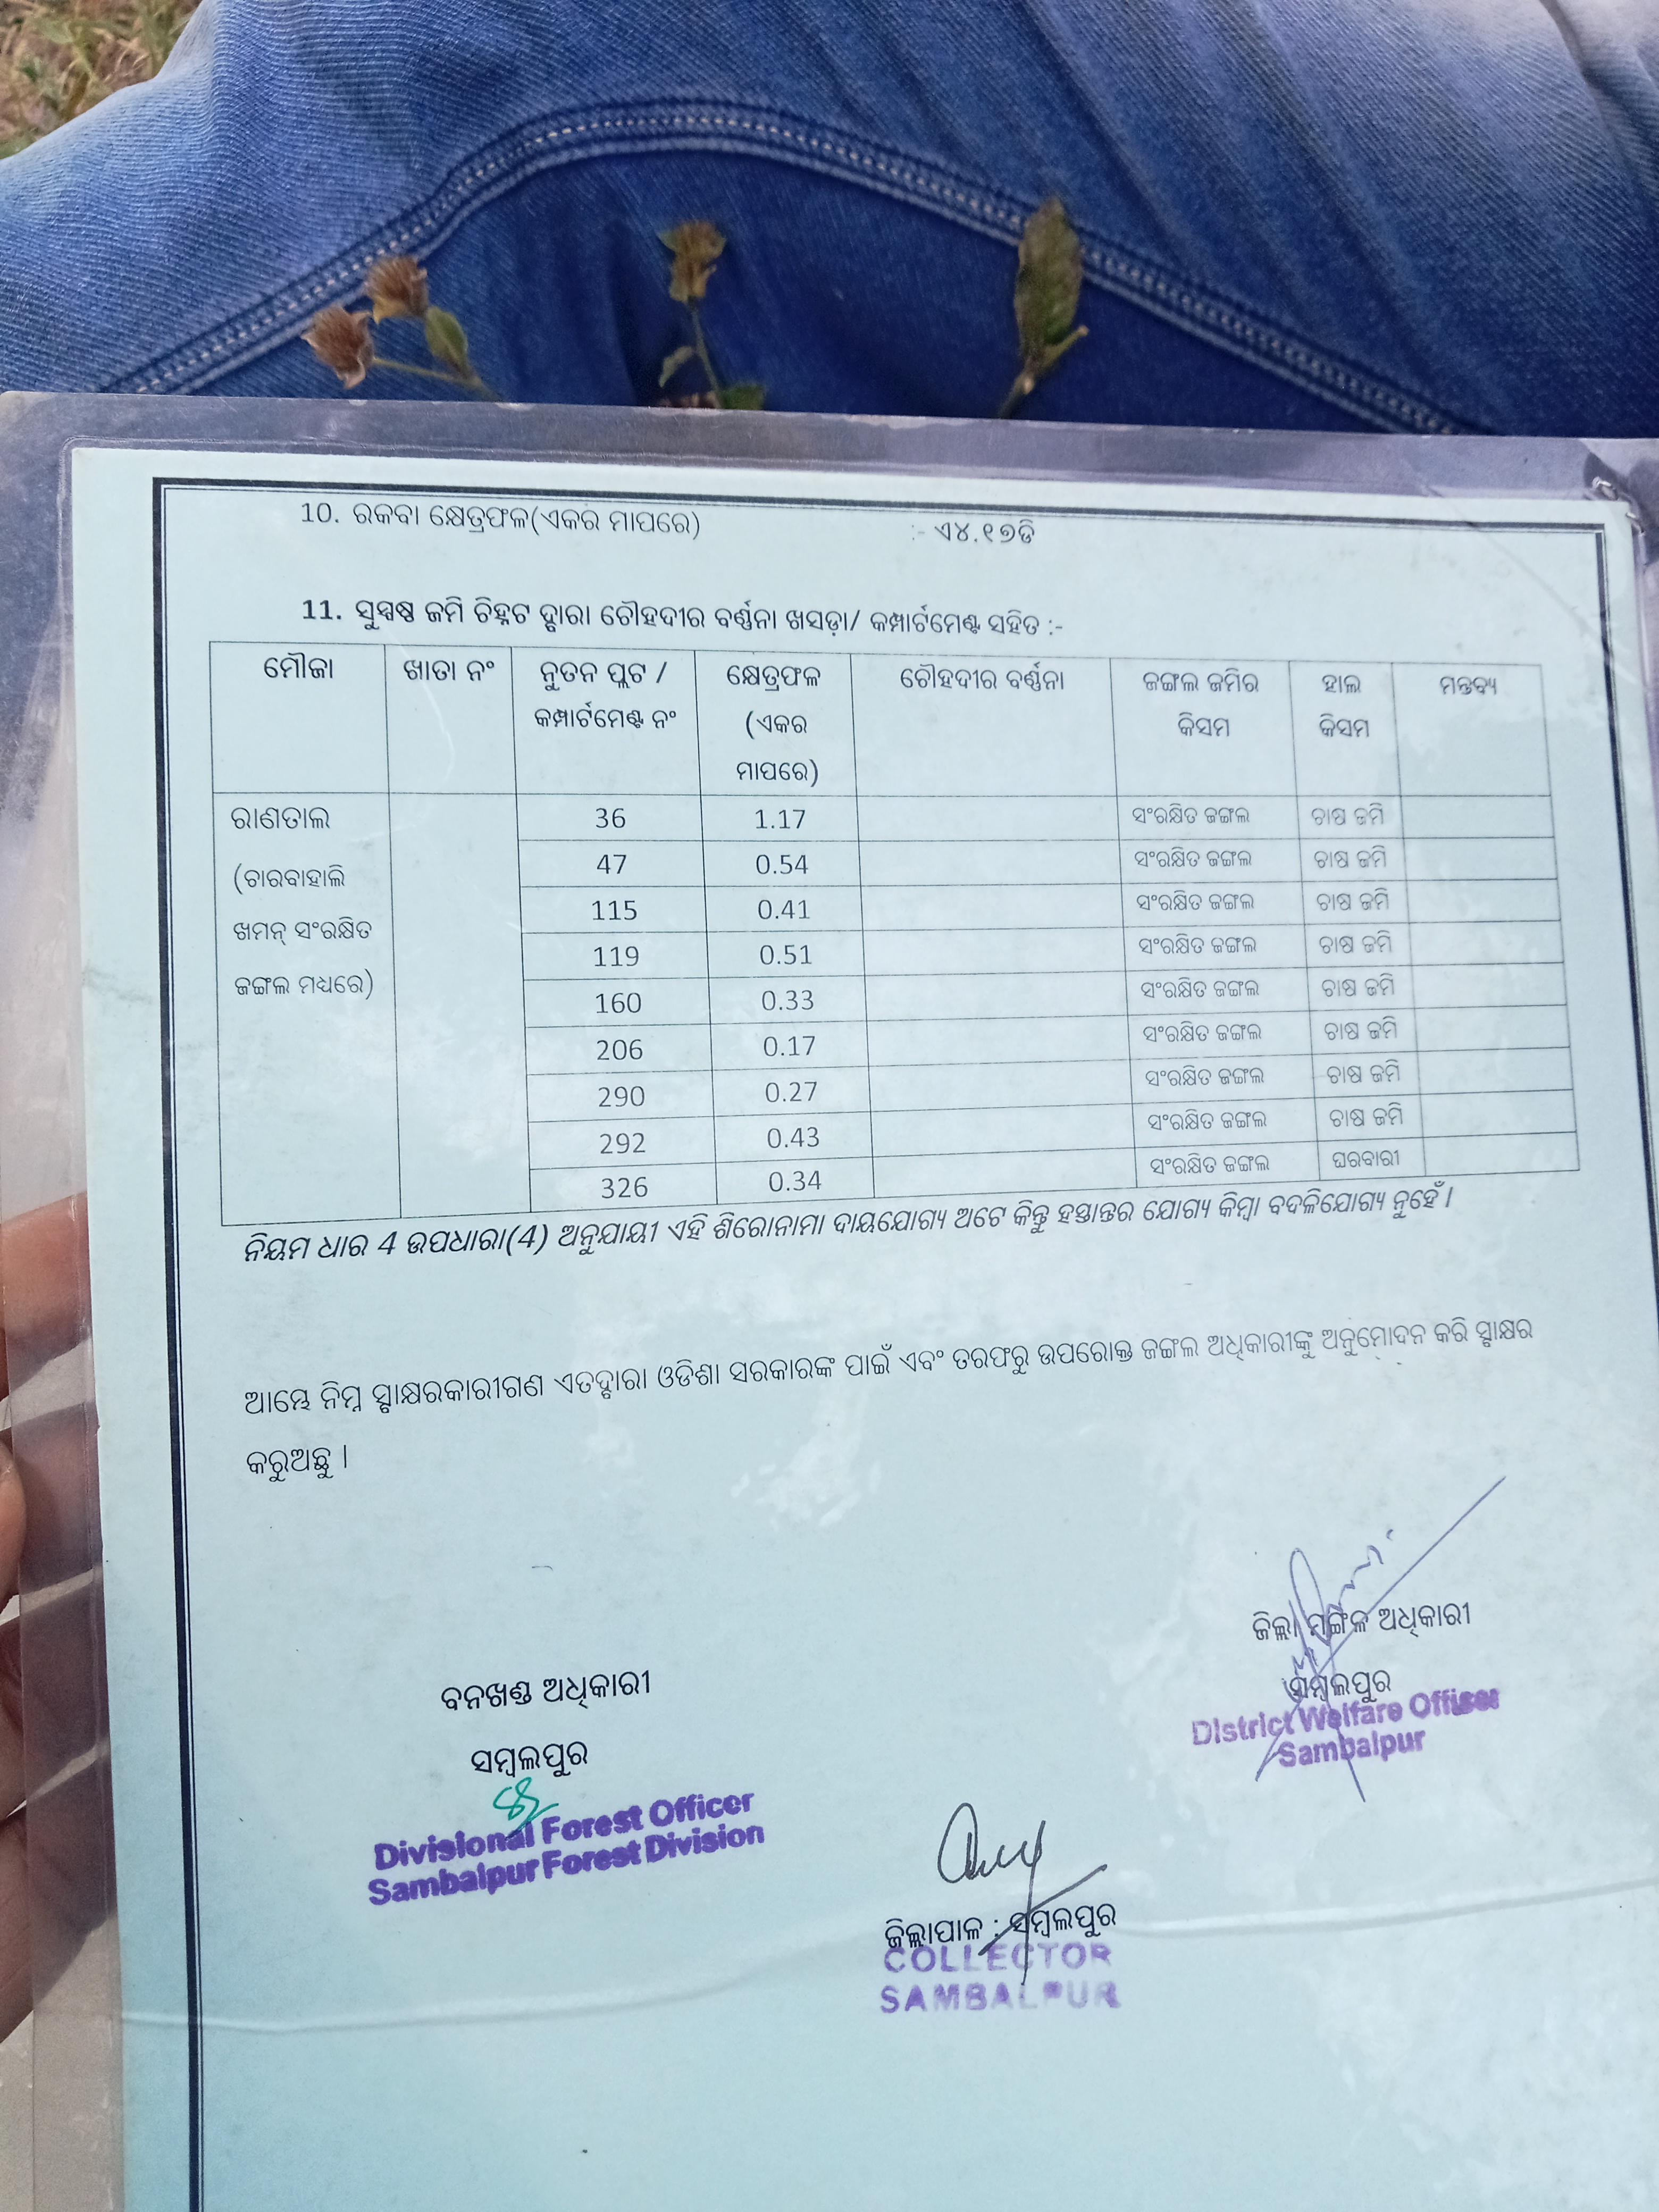 10. ରକବା କ୍ଷେତ୍ରଫଳ(ଏକର ମାପରେ) :- ଏ୪.୧୭ଡି
11. ସୁସ୍ପଷ୍ଟ ଜମି ଚିହ୍ନଟ ଦ୍ବାରା ଚୌହଦୀର ବର୍ଣ୍ଣନା ଖସଡ଼ା/ କମ୍ପାର୍ଟମେଣ୍ଟ ସହିତ :-
ମୌଜା ଖାତା ନଂ ନୁତନ ପ୍ଲଟ / କମ୍ପାର୍ଟମେଣ୍ଟ ନଂ କ୍ଷେତ୍ରଫଳ (ଏକର ମାପରେ) ଚୌହଦୀର ବର୍ଣ୍ଣନା ଜଙ୍ଗଲ ଜମିର କିସମ ହାଲ କିସମ ମନ୍ତବ୍ୟ
ରାଣତାଲ 36 1.17 ସଂରକ୍ଷିତ ଜଙ୍ଗଲ ଚାଷ ଜମି
(ଚାରବାହାଲି 47 0.54 ସଂରକ୍ଷିତ ଜଙ୍ଗଲ ଚାଷ ଜମି
ଖମନ୍ ସଂରକ୍ଷିତ 115 0.41 ସଂରକ୍ଷିତ ଜଙ୍ଗଲ ଚାଷ ଜମି
ଜଙ୍ଗଲ ମଧ୍ୟରେ) 119 0.51 ସଂରକ୍ଷିତ ଜଙ୍ଗଲ ଚାଷ ଜମି
160 0.33 ସଂରକ୍ଷିତ ଜଙ୍ଗଲ ଚାଷ ଜମି
206 0.17 ସଂରକ୍ଷିତ ଜଙ୍ଗଲ ଚାଷ ଜମି
290 0.27 ସଂରକ୍ଷିତ ଜଙ୍ଗଲ ଚାଷ ଜମି
292 0.43 ସଂରକ୍ଷିତ ଜଙ୍ଗଲ ଚାଷ ଜମି
326 0.34 ସଂରକ୍ଷିତ ଜଙ୍ଗଲ ଘରବାରୀ
ନିୟମ ଧାର 4 ଉପଧାରା(4) ଅନୁଯାୟୀ ଏହି ଶିରୋନାମା ଦାୟଯୋଗ୍ୟ ଅଟେ କିନ୍ତୁ ହସ୍ତାନ୍ତର ଯୋଗ୍ୟ କିମ୍ବା ବଦଳିଯୋଗ୍ୟ ନୁହେଁ ।
ଆମ୍ଭେ ନିମ୍ନ ସ୍ବାକ୍ଷରକାରୀଗଣ ଏତଦ୍ବାରା ଓଡିଶା ସରକାରଙ୍କ ପାଇଁ ଏବଂ ତରଫରୁ ଉପରୋକ୍ତ ଜଙ୍ଗଲ ଅଧିକାରୀଙ୍କୁ ଅନୁମୋଦନ କରି ସ୍ବାକ୍ଷର
କରୁଅଛୁ ।
ଜିଲ୍ଲା ମଙ୍ଗଳ ଅଧିକାରୀ
ସମ୍ବଲପୁର
District Welfare Officer
Sambalpur
ବନଖଣ୍ଡ ଅଧିକାରୀ
ସମ୍ବଲପୁର
Divisional Forest Officer
Sambalpur Forest Division
ଜିଲ୍ଲାପାଳ : ସମ୍ବଲପୁର
COLLECTOR
SAMBALPUR